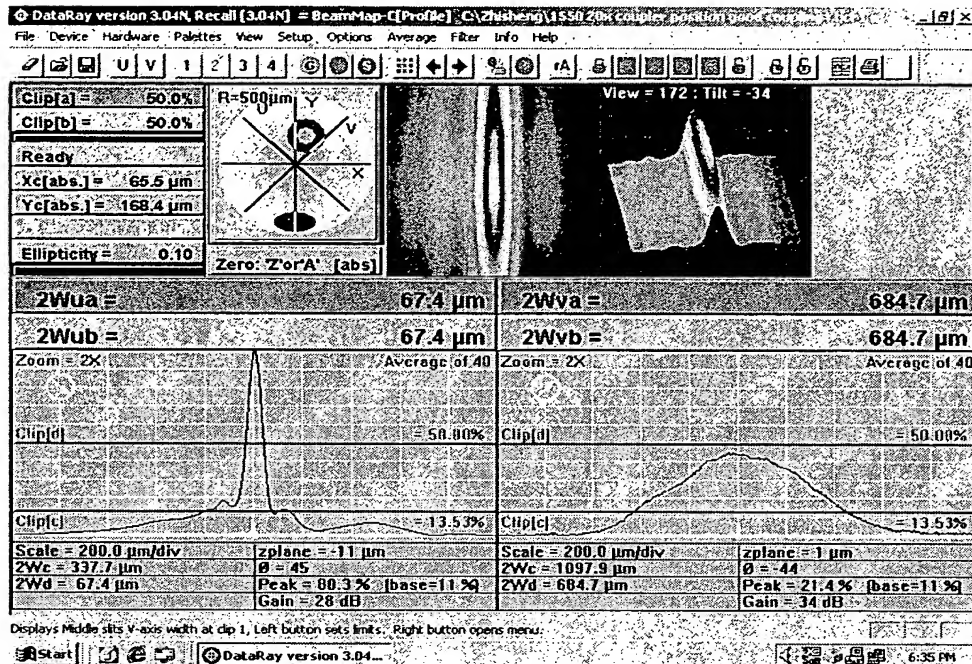 DataRay version 3.04N, Recall [3.04N] = BeamMap-C[Profile] C:\Zhisheng\1550 20x coupler position good
File Device Hardware Palettes View Setup Options Average Filter Info Help
U V 1 2 3 4 G S rA
Clip[a] = 50.0%
Clip[b] = 50.0%
Ready
Xc[abs.] = 65.5 µm
Yc[abs.] = 168.4 µm
Ellipticity = 0.10
R=500µm Y
U
V
X
Zero: 'Z'or'A' [abs]
View = 172 : Tilt = -34
2Wua = 67.4 µm
2Wva = 684.7 µm
2Wub = 67.4 µm
2Wvb = 684.7 µm
Zoom = 2X Average of 40
Zoom = 2X Average of 40
Clip[d] = 50.00%
Clip[d] = 50.00%
Clip[c] = 13.53%
Clip[c] = 13.53%
Scale = 200.0 µm/div zplane = -11 µm
2Wc = 337.7 µm Ø = 45
2Wd = 67.4 µm Peak = 80.3 % [base=11 %]
Gain = 28 dB
Scale = 200.0 µm/div zplane = 1 µm
2Wc = 1097.9 µm Ø = -44
2Wd = 684.7 µm Peak = 21.4 % [base=11 %]
Gain = 34 dB
Displays Middle slits V-axis width at clip 1, Left button sets limits. Right button opens menu.
Start DataRay version 3.04... 6:35 PM